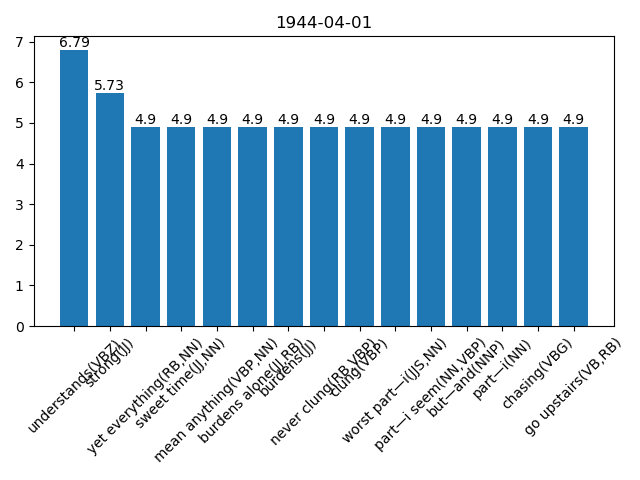 1944-04-01
7
6
5
4
3
2
1
0
6.79
5.73
4.9
4.9
4.9
4.9
4.9
4.9
4.9
4.9
4.9
4.9
4.9
4.9
4.9
understands(VBZ)
strong(JJ)
yet everything(RB,NN)
sweet time(JJ,NN)
mean anything(VBP,NN)
burdens alone(JJ,RB)
burdens(JJ)
never clung(RB,VBP)
clung(VBP)
worst part—i(JJS,NN)
part—i seem(NN,VBP)
but—and(NNP)
part—i(NN)
chasing(VBG)
go upstairs(VB,RB)